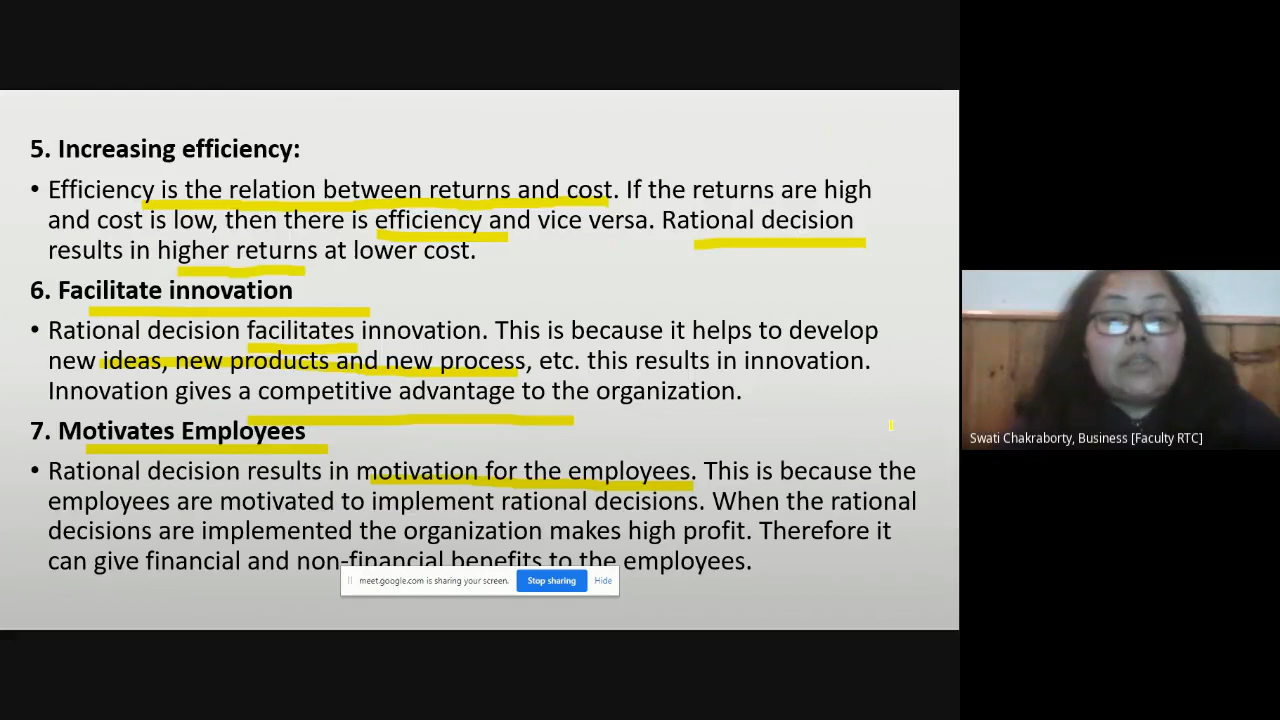 5. Increasing efficiency:
• Efficiency is the relation between returns and cost. If the returns are high
and cost is low, then there is efficiency and vice versa. Rational decision
results in higher returns at lower cost.
6. Facilitate innovation
• Rational decision facilitates innovation. This is because it helps to develop
new ideas, new products and new process, etc. this results in innovation.
Innovation gives a competitive advantage to the organization.
7. Motivates Employees
• Rational decision results in motivation for the employees. This is because the
employees are motivated to implement rational decisions. When the rational
decisions are implemented the organization makes high profit. Therefore it
can give financial and non-financial benefits to the employees.
meet.google.com is sharing your screen. Stop sharing Hide
Swati Chakraborty, Business [Faculty RTC]